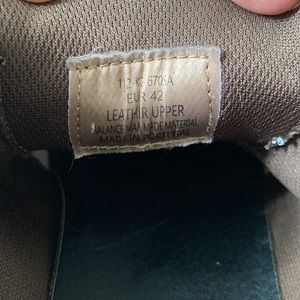 EUR 42
LEATHER UPPER
BALANCE MAN MADE MATERIAL
MADE IN PORTUGAL